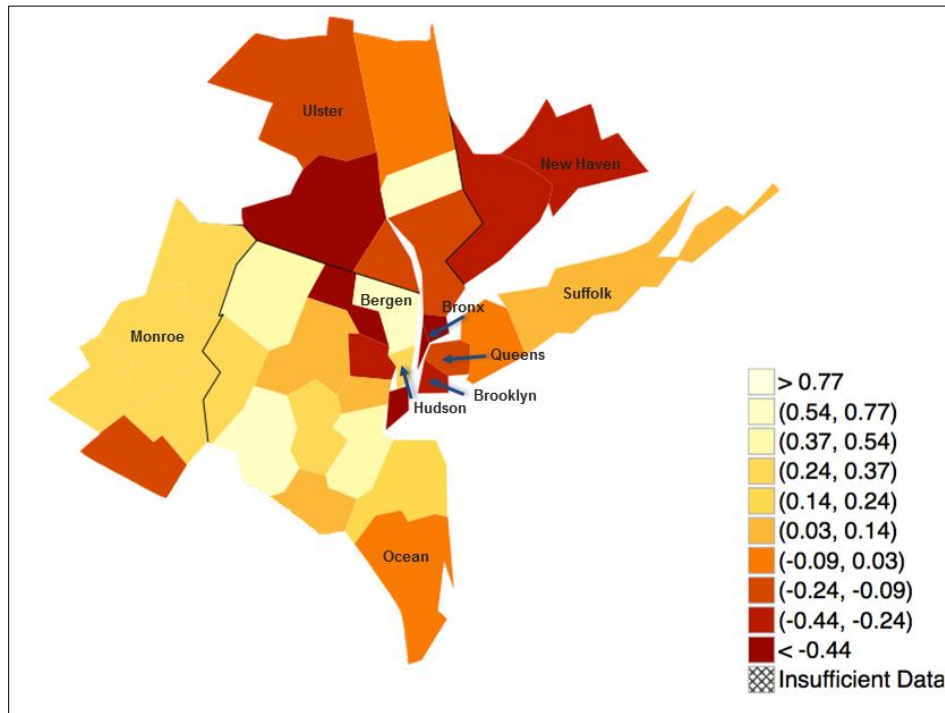 Ulster
New Haven
Suffolk
Bergen
Bronx
Monroe
Queens
Brooklyn
Hudson
Ocean
> 0.77
(0.54, 0.77)
(0.37, 0.54)
(0.24, 0.37)
(0.14, 0.24)
(0.03, 0.14)
(-0.09, 0.03)
(-0.24, -0.09)
(-0.44, -0.24)
< -0.44
Insufficient Data